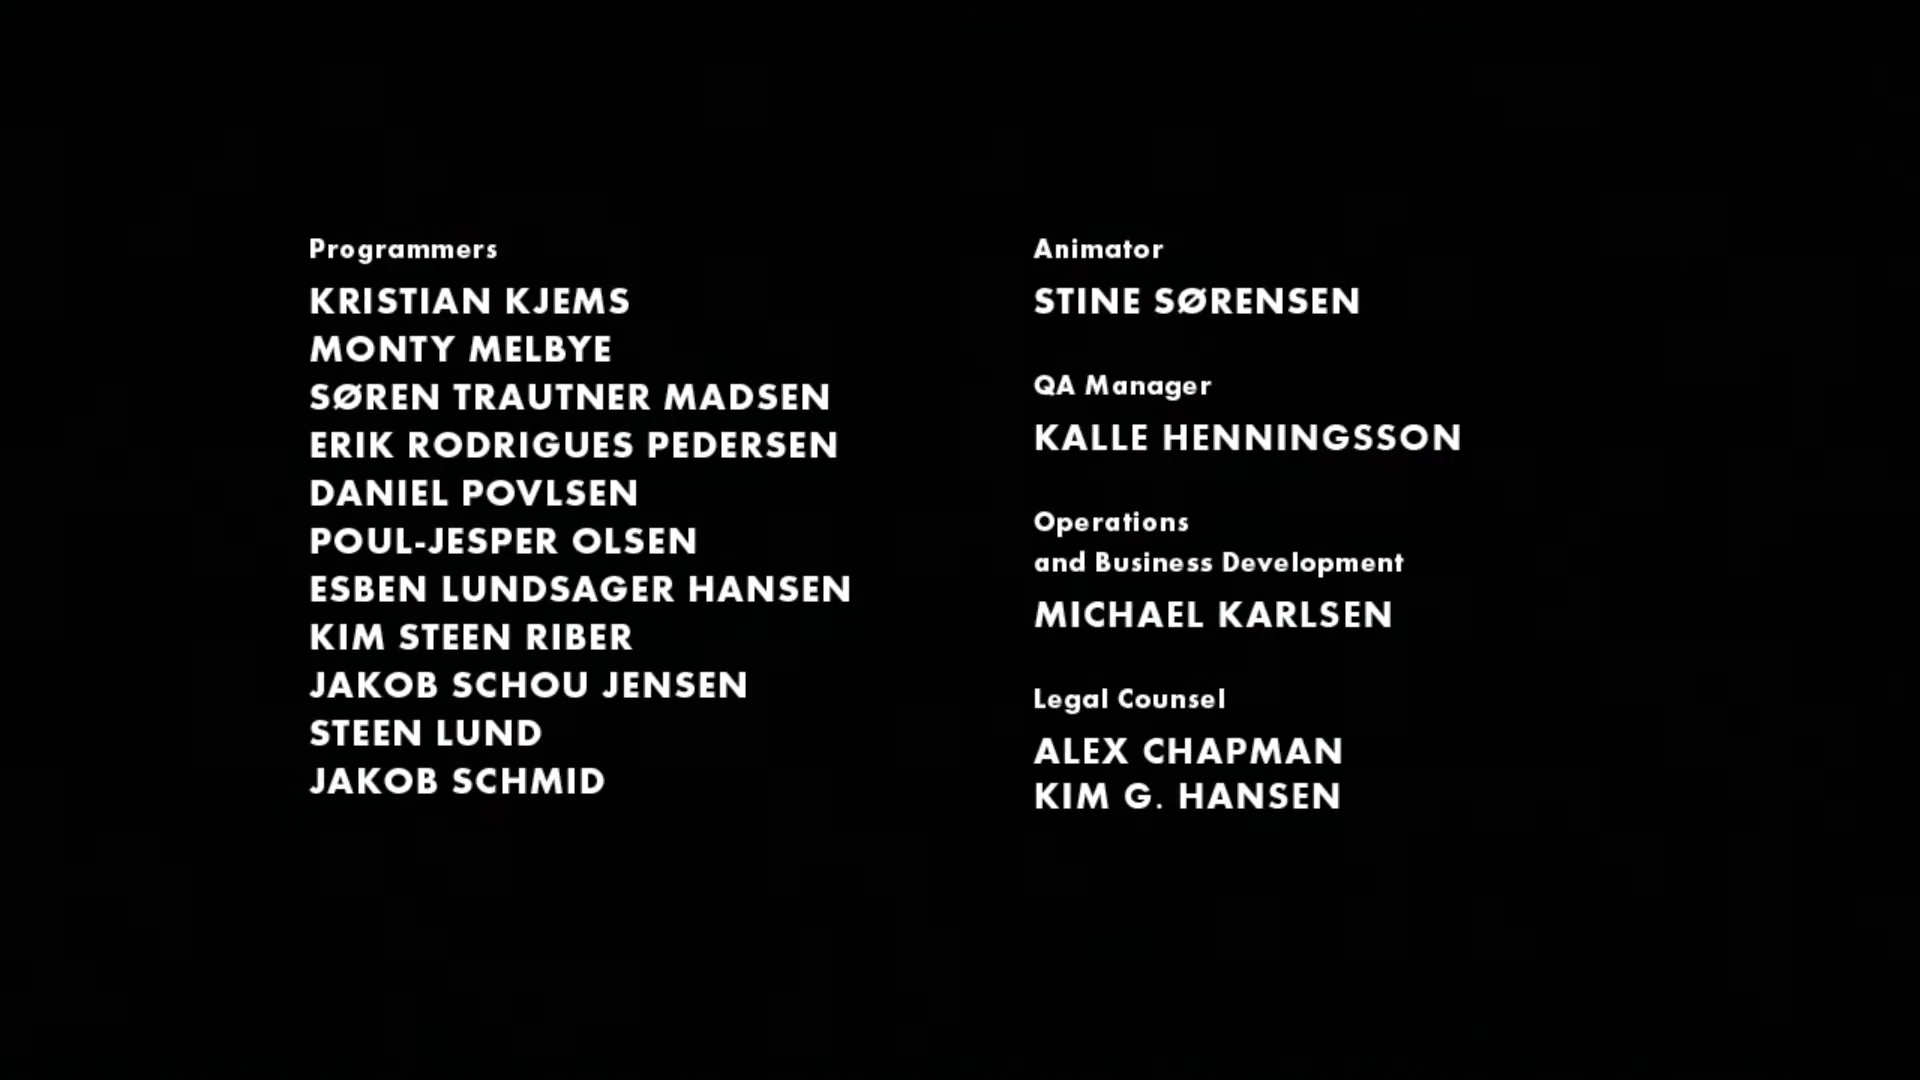 Programmers
KRISTIAN KJEMS
MONTY MELBYE
SØREN TRAUTNER MADSEN
ERIK RODRIGUES PEDERSEN
DANIEL POVLSEN
POUL-JESPER OLSEN
ESBEN LUNDSAGER HANSEN
KIM STEEN RIBER
JAKOB SCHOU JENSEN
STEEN LUND
JAKOB SCHMID
Animator
STINE SØRENSEN
QA Manager
KALLE HENNINGSSON
Operations
and Business Development
MICHAEL KARLSEN
Legal Counsel
ALEX CHAPMAN
KIM G. HANSEN